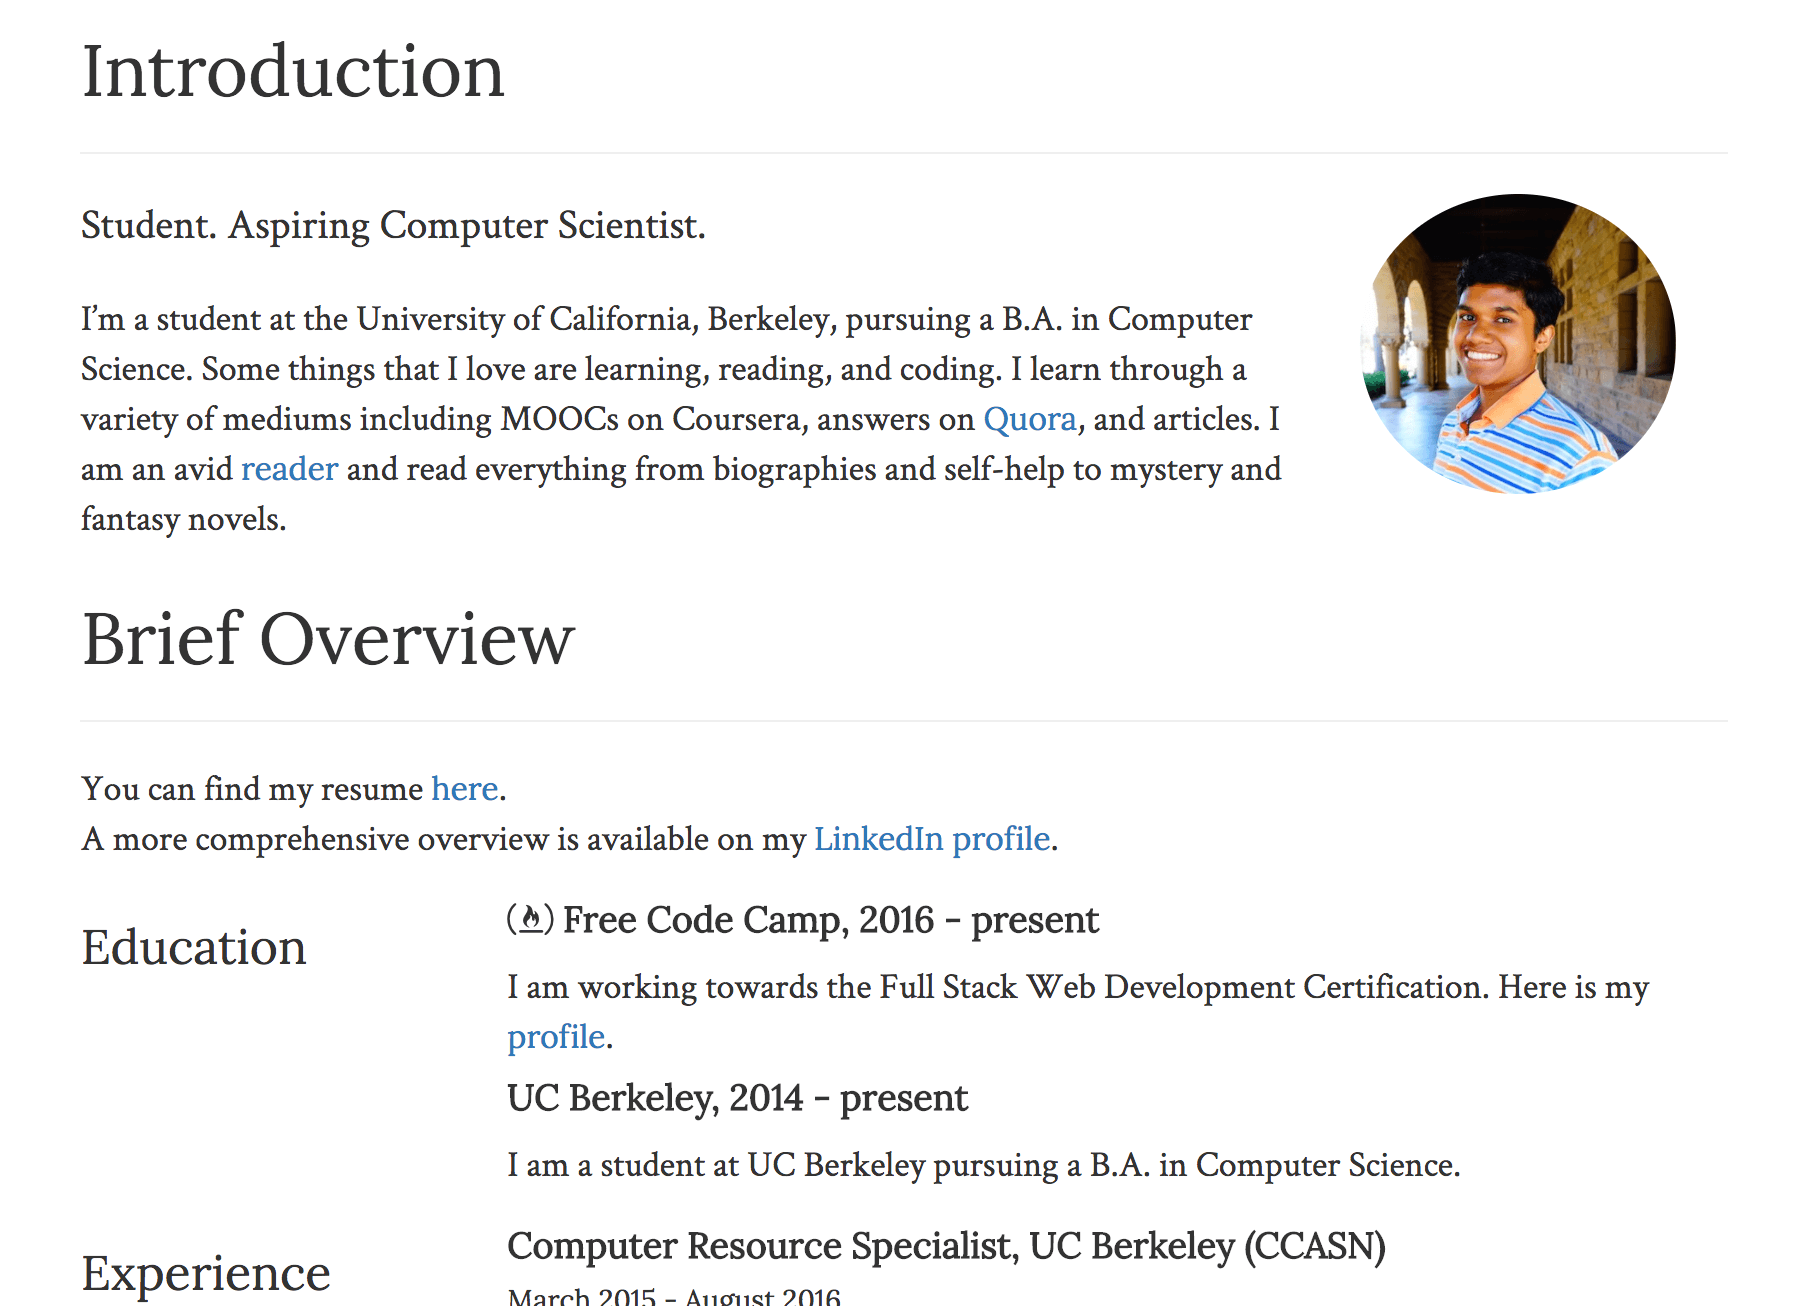 Introduction
Student. Aspiring Computer Scientist.
I’m a student at the University of California, Berkeley, pursuing a B.A. in Computer
Science. Some things that I love are learning, reading, and coding. I learn through a
variety of mediums including MOOCs on Coursera, answers on Quora, and articles. I
am an avid reader and read everything from biographies and self-help to mystery and
fantasy novels.
Brief Overview
You can find my resume here.
A more comprehensive overview is available on my LinkedIn profile.
Education
Free Code Camp, 2016 - present
I am working towards the Full Stack Web Development Certification. Here is my
profile.
UC Berkeley, 2014 - present
I am a student at UC Berkeley pursuing a B.A. in Computer Science.
Experience
Computer Resource Specialist, UC Berkeley (CCASN)
March 2015 - August 2016